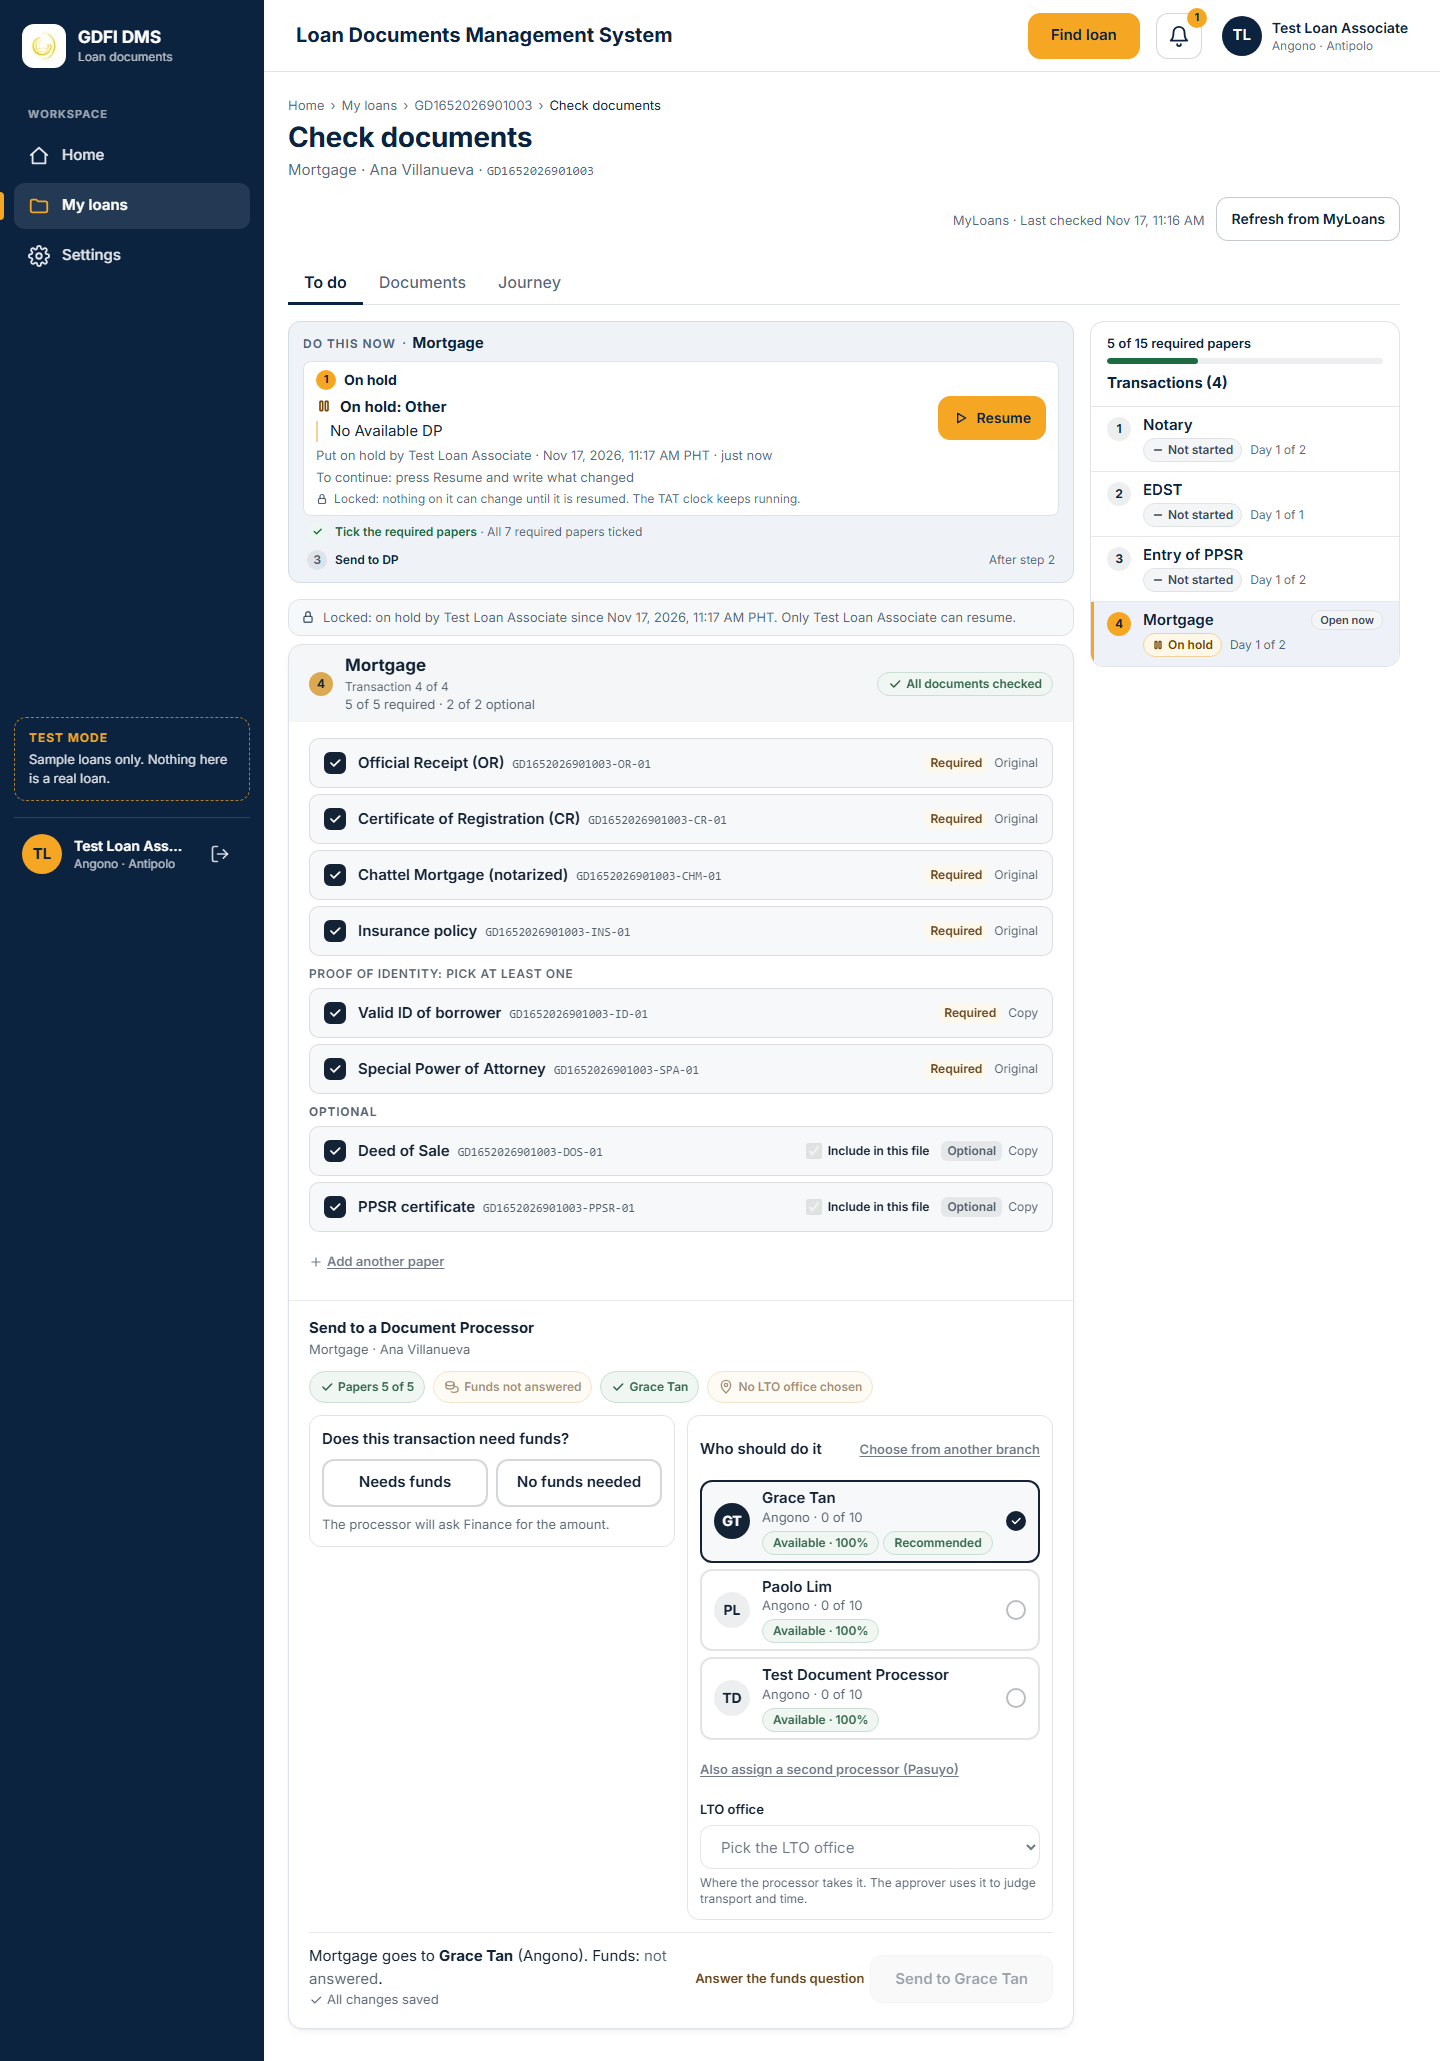 GDFI DMS
Loan documents
WORKSPACE
Home
My loans
Settings
TEST MODE
Sample loans only. Nothing here
is a real loan.
TL
Test Loan Ass...
Angono · Antipolo
Loan Documents Management System
Find loan
1
TL
Test Loan Associate
Angono · Antipolo
Home › My loans › GD1652026901003 › Check documents
Check documents
Mortgage · Ana Villanueva · GD1652026901003
MyLoans · Last checked Nov 17, 11:16 AM
Refresh from MyLoans
To do
Documents
Journey
DO THIS NOW · Mortgage
1 On hold
On hold: Other
No Available DP
Put on hold by Test Loan Associate · Nov 17, 2026, 11:17 AM PHT · just now
To continue: press Resume and write what changed
Locked: nothing on it can change until it is resumed. The TAT clock keeps running.
Resume
Tick the required papers · All 7 required papers ticked
3 Send to DP
After step 2
Locked: on hold by Test Loan Associate since Nov 17, 2026, 11:17 AM PHT. Only Test Loan Associate can resume.
4
Mortgage
Transaction 4 of 4
5 of 5 required · 2 of 2 optional
All documents checked
Official Receipt (OR) GD1652026901003-OR-01 Required Original
Certificate of Registration (CR) GD1652026901003-CR-01 Required Original
Chattel Mortgage (notarized) GD1652026901003-CHM-01 Required Original
Insurance policy GD1652026901003-INS-01 Required Original
PROOF OF IDENTITY: PICK AT LEAST ONE
Valid ID of borrower GD1652026901003-ID-01 Required Copy
Special Power of Attorney GD1652026901003-SPA-01 Required Original
OPTIONAL
Deed of Sale GD1652026901003-DOS-01 Include in this file Optional Copy
PPSR certificate GD1652026901003-PPSR-01 Include in this file Optional Copy
+ Add another paper
Send to a Document Processor
Mortgage · Ana Villanueva
Papers 5 of 5
Funds not answered
Grace Tan
No LTO office chosen
Does this transaction need funds?
Needs funds
No funds needed
The processor will ask Finance for the amount.
Who should do it
Choose from another branch
GT
Grace Tan
Angono · 0 of 10
Available · 100%
Recommended
PL
Paolo Lim
Angono · 0 of 10
Available · 100%
TD
Test Document Processor
Angono · 0 of 10
Available · 100%
Also assign a second processor (Pasuyo)
LTO office
Pick the LTO office
Where the processor takes it. The approver uses it to judge
transport and time.
Mortgage goes to Grace Tan (Angono). Funds: not
answered.
All changes saved
Answer the funds question
Send to Grace Tan
5 of 15 required papers
Transactions (4)
1
Notary
– Not started Day 1 of 2
2
EDST
– Not started Day 1 of 1
3
Entry of PPSR
– Not started Day 1 of 2
4
Mortgage
Open now
On hold Day 1 of 2